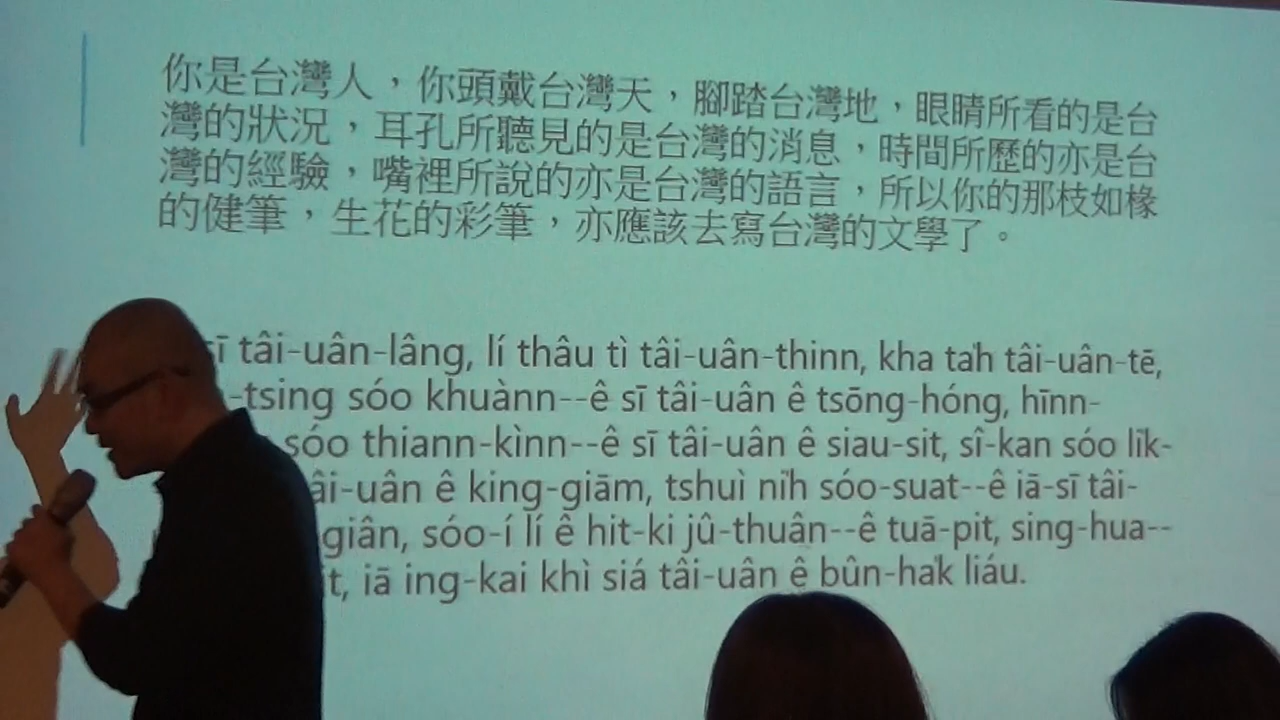 你是台灣人，你頭戴台灣天，腳踏台灣地，眼睛所看的是台
灣的狀況，耳孔所聽見的是台灣的消息，時間所歷的亦是台
灣的經驗，嘴裡所說的亦是台灣的語言，所以你的那枝如椽
的健筆，生花的彩筆，亦應該去寫台灣的文學了。
tâi-uân-lâng, lí thâu tì tâi-uân-thinn, kha ta̍h tâi-uân-tē,
-tsing sóo khuànn--ê sī tâi-uân ê tsōng-hóng, hīnn-
sóo thiann-kìnn--ê sī tâi-uân ê siau-sit, sî-kan sóo li̍k-
âi-uân ê king-giām, tshuì ni̍h sóo-suat--ê iā-sī tâi-
giân, sóo-í lí ê hit-ki jû-thuân--ê tuā-pit, sing-hua--
t, iā ing-kai khì siá tâi-uân ê bûn-ha̍k liáu.